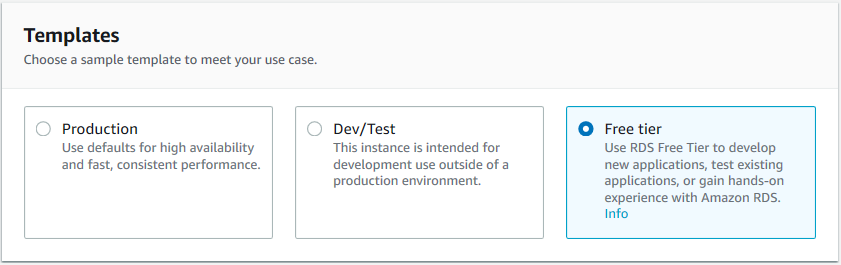 Templates
Choose a sample template to meet your use case.
Production
Use defaults for high availability
and fast, consistent performance.
Dev/Test
This instance is intended for
development use outside of a
production environment.
Free tier
Use RDS Free Tier to develop
new applications, test existing
applications, or gain hands-on
experience with Amazon RDS.
Info